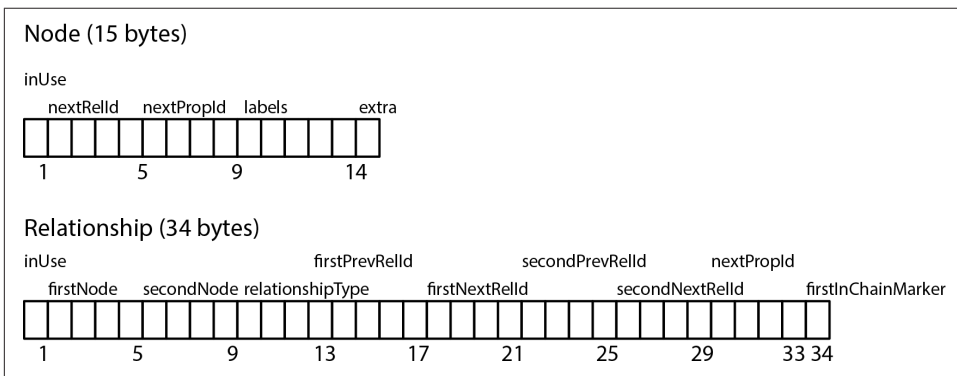 Node (15 bytes)
inUse
nextRelId nextPropId labels extra
1 5 9 14
Relationship (34 bytes)
inUse firstPrevRelId secondPrevRelId nextPropId
firstNode secondNode relationshipType firstNextRelId secondNextRelId firstInChainMarker
1 5 9 13 17 21 25 29 33 34